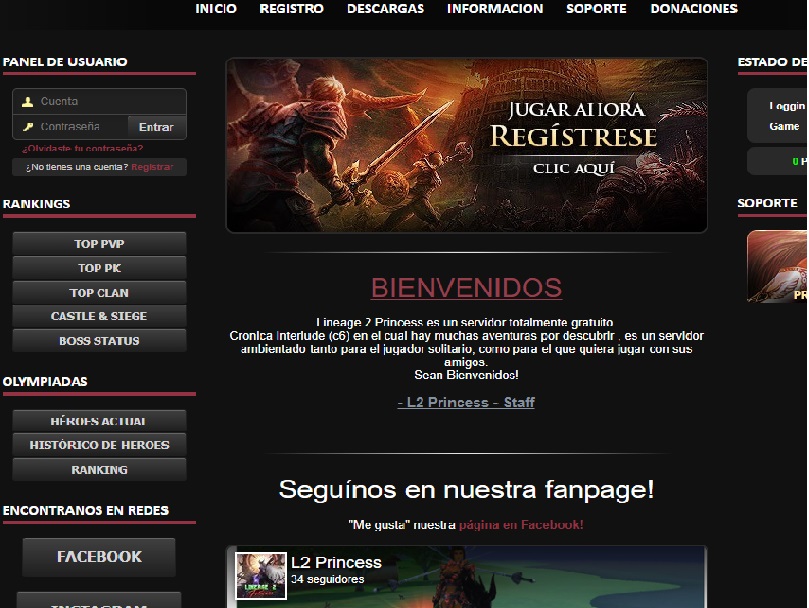 INICIO REGISTRO DESCARGAS INFORMACION SOPORTE DONACIONES
PANEL DE USUARIO
Cuenta
Contraseña Entrar
¿Olvidaste tu contraseña?
¿No tienes una cuenta? Registrar
RANKINGS
TOP PVP
TOP PK
TOP CLAN
CASTLE & SIEGE
BOSS STATUS
OLYMPIADAS
HÉROES ACTUAL
HISTÓRICO DE HEROES
RANKING
ENCONTRANOS EN REDES
FACEBOOK
INSTAGRAM
JUGAR AHORA
REGÍSTRESE
CLIC AQUÍ
BIENVENIDOS
Lineage 2 Princess es un servidor totalmente gratuito
Cronica Interlude (c6) en el cual hay muchas aventuras por descubrir , es un servidor
ambientado tanto para el jugador solitario, como para el que quiera jugar con sus
amigos.
Sean Bienvenidos!
- L2 Princess - Staff
Seguínos en nuestra fanpage!
"Me gusta" nuestra página en Facebook!
LINEAGE 2
L2 Princess
34 seguidores
ESTADO DE
Loggin
Game
0 P
SOPORTE
PR